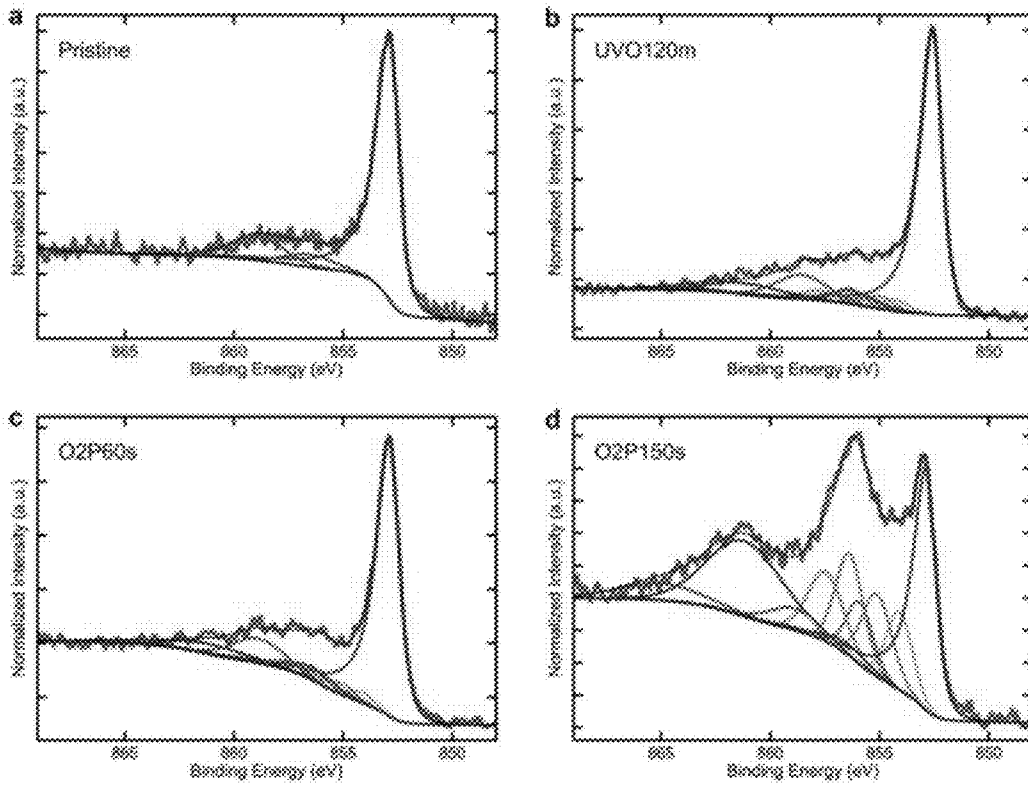 a
Pristine
Normalized Intensity (a.u.)
865 860 855 850
Binding Energy (eV)
b
UVO120m
Normalized Intensity (a.u.)
865 860 855 850
Binding Energy (eV)
c
O2P60s
Normalized Intensity (a.u.)
865 860 855 850
Binding Energy (eV)
d
O2P150s
Normalized Intensity (a.u.)
865 860 855 850
Binding Energy (eV)